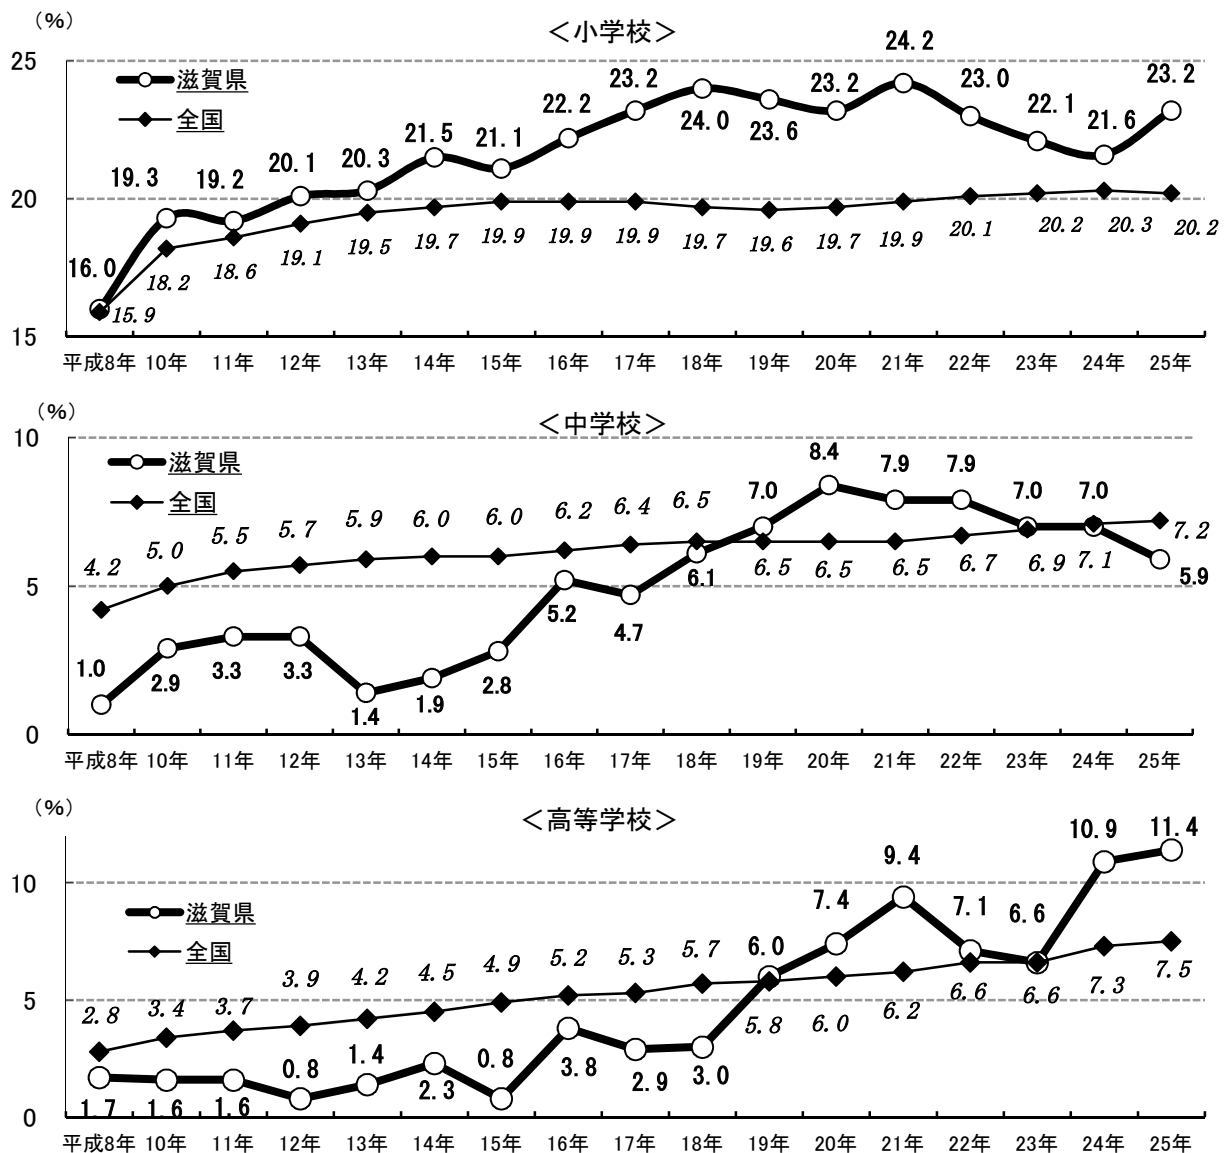 (%)
<小学校>
25
20
15
滋賀県
全国
16.0 19.3 19.2 20.1 20.3 21.5 21.1 22.2 23.2 24.0 23.6 23.2 24.2 23.0 22.1 21.6 23.2
15.9 18.2 18.6 19.1 19.5 19.7 19.9 19.9 19.9 19.7 19.6 19.7 19.9 20.1 20.2 20.3 20.2
平成8年 10年 11年 12年 13年 14年 15年 16年 17年 18年 19年 20年 21年 22年 23年 24年 25年
(%)
<中学校>
10
5
0
滋賀県
全国
4.2 5.0 5.5 5.7 5.9 6.0 6.0 6.2 6.4 6.5 6.5 6.5 6.5 6.7 6.9 7.1 7.2
1.0 2.9 3.3 3.3 1.4 1.9 2.8 5.2 4.7 6.1 7.0 8.4 7.9 7.9 7.0 7.0 5.9
平成8年 10年 11年 12年 13年 14年 15年 16年 17年 18年 19年 20年 21年 22年 23年 24年 25年
(%)
<高等学校>
10
5
0
滋賀県
全国
2.8 3.4 3.7 3.9 4.2 4.5 4.9 5.2 5.3 5.7 5.8 6.0 6.2 6.6 6.6 7.3 7.5
1.7 1.6 1.6 0.8 1.4 2.3 0.8 3.8 2.9 3.0 6.0 7.4 9.4 7.1 6.6 10.9 11.4
平成8年 10年 11年 12年 13年 14年 15年 16年 17年 18年 19年 20年 21年 22年 23年 24年 25年